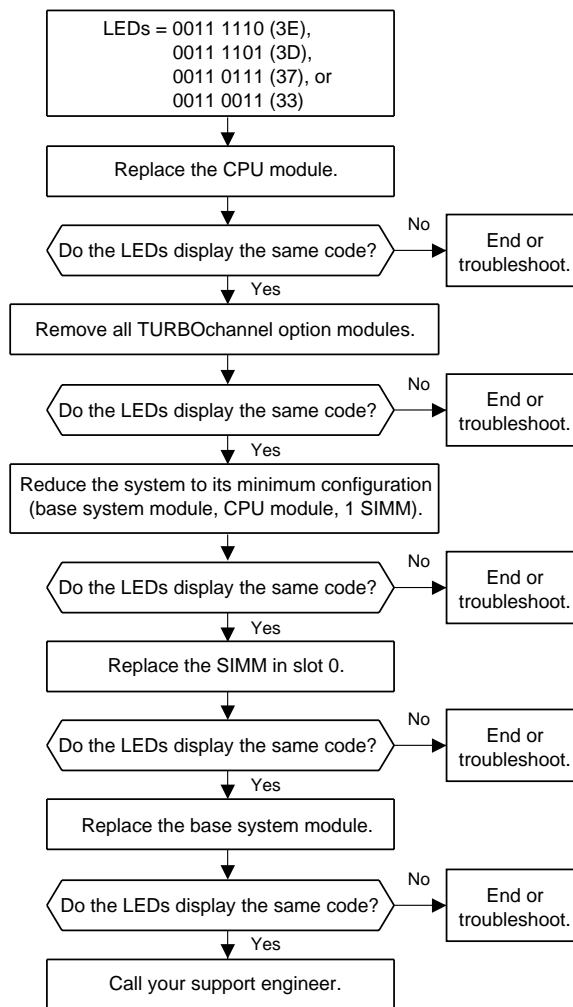 LEDs = 0011 1110 (3E),
0011 1101 (3D),
0011 0111 (37), or
0011 0011 (33)
Replace the CPU module.
Do the LEDs display the same code?
No
End or
troubleshoot.
Yes
Remove all TURBOchannel option modules.
Do the LEDs display the same code?
No
End or
troubleshoot.
Yes
Reduce the system to its minimum configuration
(base system module, CPU module, 1 SIMM).
Do the LEDs display the same code?
No
End or
troubleshoot.
Yes
Replace the SIMM in slot 0.
Do the LEDs display the same code?
No
End or
troubleshoot.
Yes
Replace the base system module.
Do the LEDs display the same code?
No
End or
troubleshoot.
Yes
Call your support engineer.